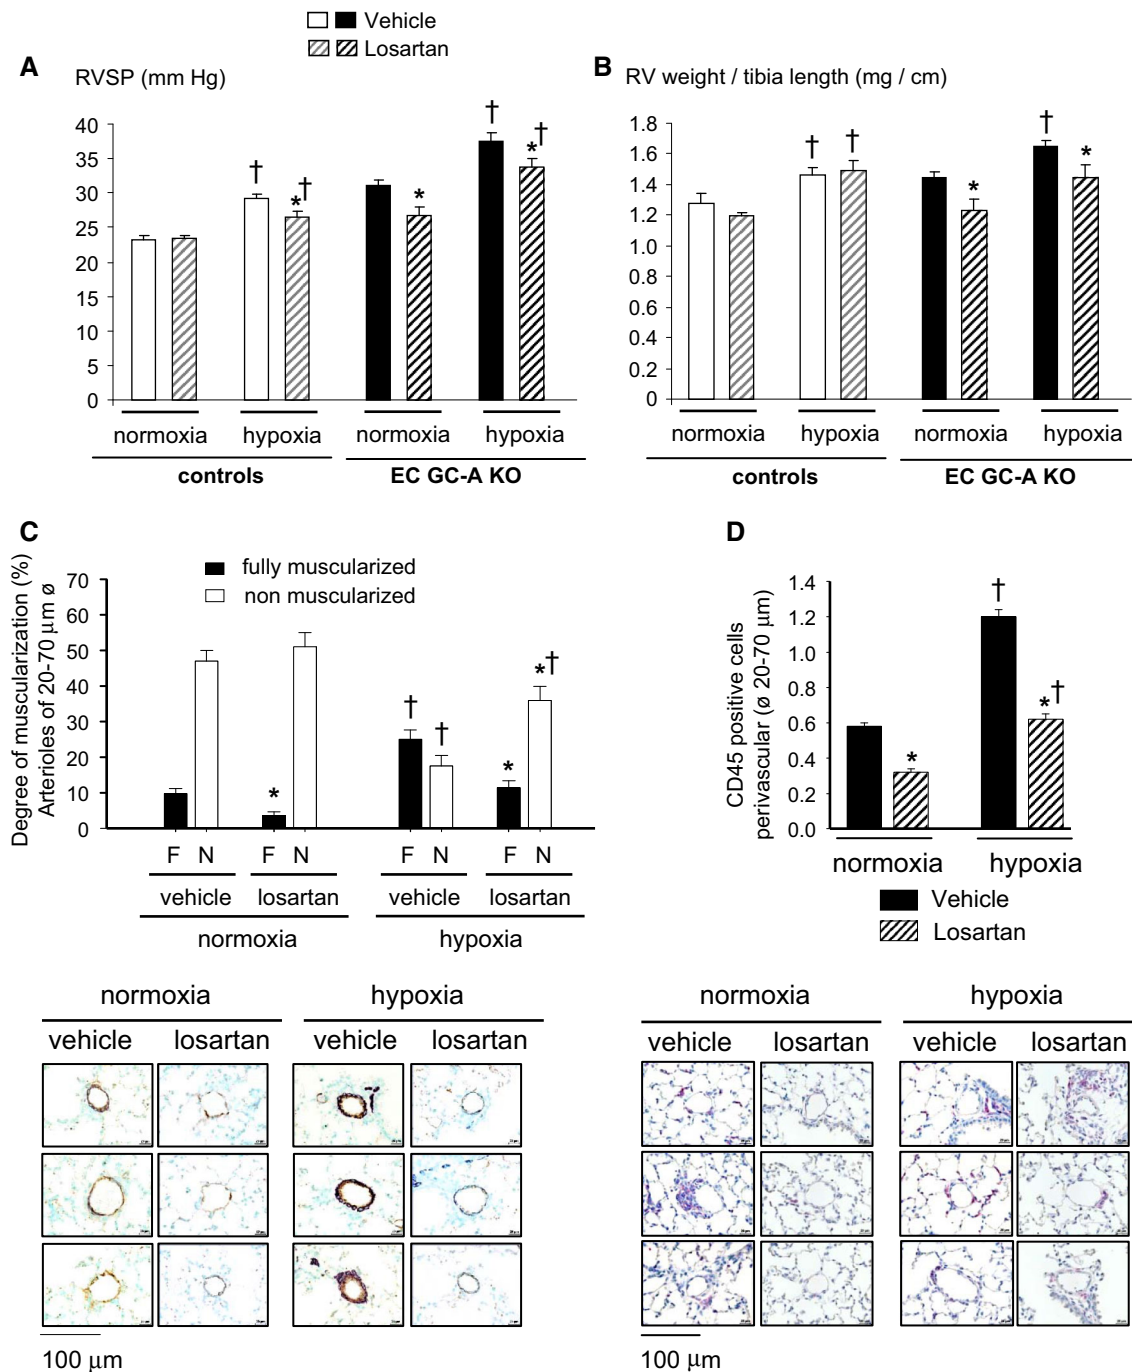 Vehicle
Losartan
A
RVSP (mm Hg)
40
35
30
25
20
15
10
5
0
†
*†
*
†
*†
normoxia
hypoxia
normoxia
hypoxia
controls
EC GC-A KO
B
RV weight / tibia length (mg / cm)
1.8
1.6
1.4
1.2
1.0
0.8
0.6
0.4
0.2
0
†
†
*
†
*
normoxia
hypoxia
normoxia
hypoxia
controls
EC GC-A KO
C
Degree of muscularization (%)
Arterioles of 20-70 μm ø
fully muscularized
non muscularized
70
60
50
40
30
20
10
0
*
†
†
*
*†
F N F N F N F N
vehicle losartan vehicle losartan
normoxia hypoxia
D
CD45 positive cells
perivascular (ø 20-70 μm)
1.4
1.2
1.0
0.8
0.6
0.4
0.2
0.0
*
†
*†
normoxia
hypoxia
Vehicle
Losartan
normoxia hypoxia
vehicle losartan vehicle losartan
100 μm
normoxia hypoxia
vehicle losartan vehicle losartan
100 μm